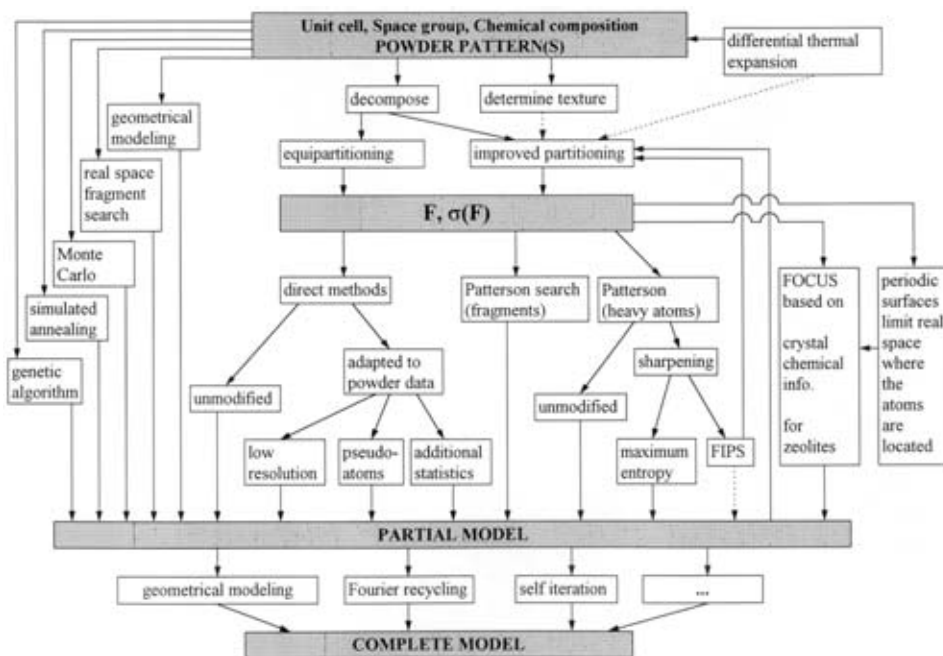 Unit cell, Space group, Chemical composition
POWDER PATTERN(S)
differential thermal
expansion
decompose
determine texture
geometrical
modeling
equipartitioning
improved partitioning
real space
fragment
search
F, σ(F)
Monte
Carlo
direct methods
Patterson search
(fragments)
Patterson
(heavy atoms)
FOCUS
based on
crystal
chemical
info.
for
zeolites
periodic
surfaces
limit real
space
where
the
atoms
are
located
simulated
annealing
genetic
algorithm
adapted to
powder data
sharpening
unmodified
unmodified
low
resolution
pseudo-
atoms
additional
statistics
maximum
entropy
FIPS
PARTIAL MODEL
geometrical modeling
Fourier recycling
self iteration
...
COMPLETE MODEL